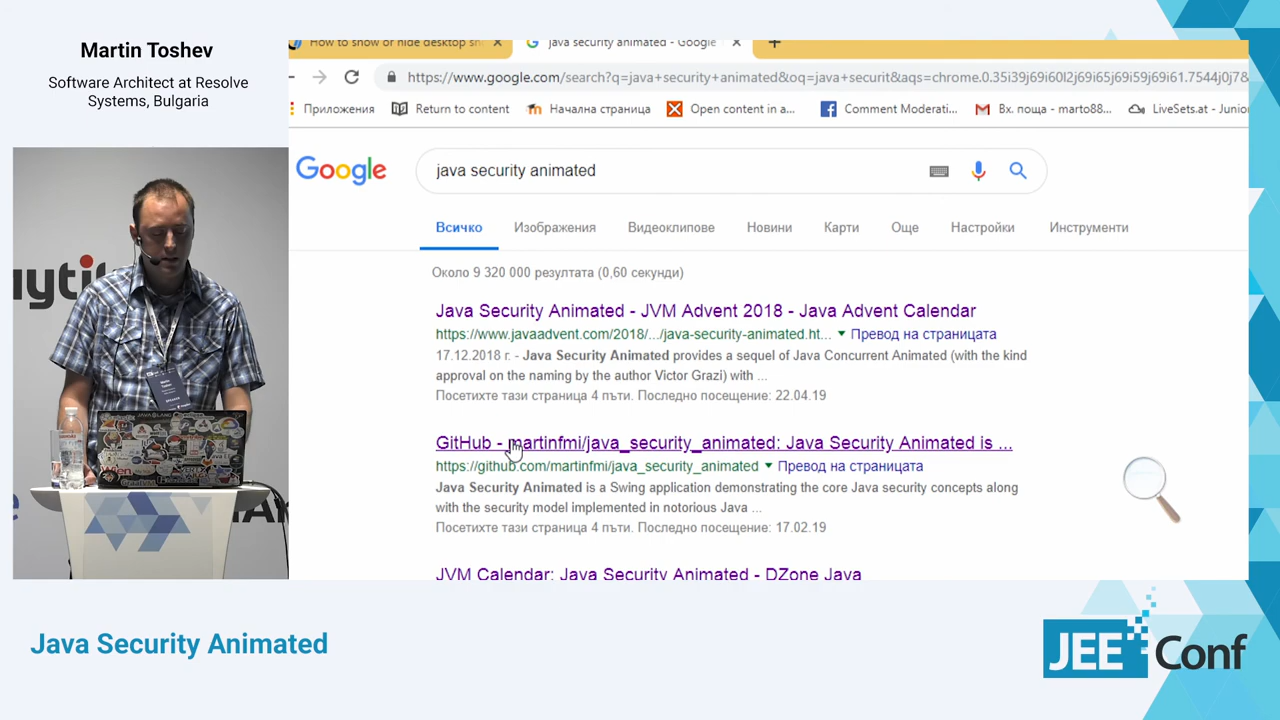 Martin Toshev
Software Architect at Resolve
Systems, Bulgaria
How to show or hide desktop
java security animated - Google
https://www.google.com/search?q=java+security+animated&oq=java+securit&aqs=chrome.0.35i39j69i60l2j69i65j69i59j69i61.7544j0j7&
Приложения
Return to content
Начална страница
Open content in a...
Comment Moderati...
Вх. поща - marto88...
LiveSets.at - Junio
Google
java security animated
Всичко
Изображения
Видеоклипове
Новини
Карти
Още
Настройки
Инструменти
Около 9 320 000 резултата (0,60 секунди)
Java Security Animated - JVM Advent 2018 - Java Advent Calendar
https://www.javaadvent.com/2018/.../java-security-animated.ht... Превод на страницата
17.12.2018 г. - Java Security Animated provides a sequel of Java Concurrent Animated (with the kind
approval on the naming by the author Victor Grazi) with ...
Посетихте тази страница 4 пъти. Последно посещение: 22.04.19
GitHub - martinfmi/java_security_animated: Java Security Animated is ...
https://github.com/martinfmi/java_security_animated Превод на страницата
Java Security Animated is a Swing application demonstrating the core Java security concepts along
with the security model implemented in notorious Java ...
Посетихте тази страница 4 пъти. Последно посещение: 17.02.19
JVM Calendar: Java Security Animated - DZone Java
Java Security Animated
JEE Conf